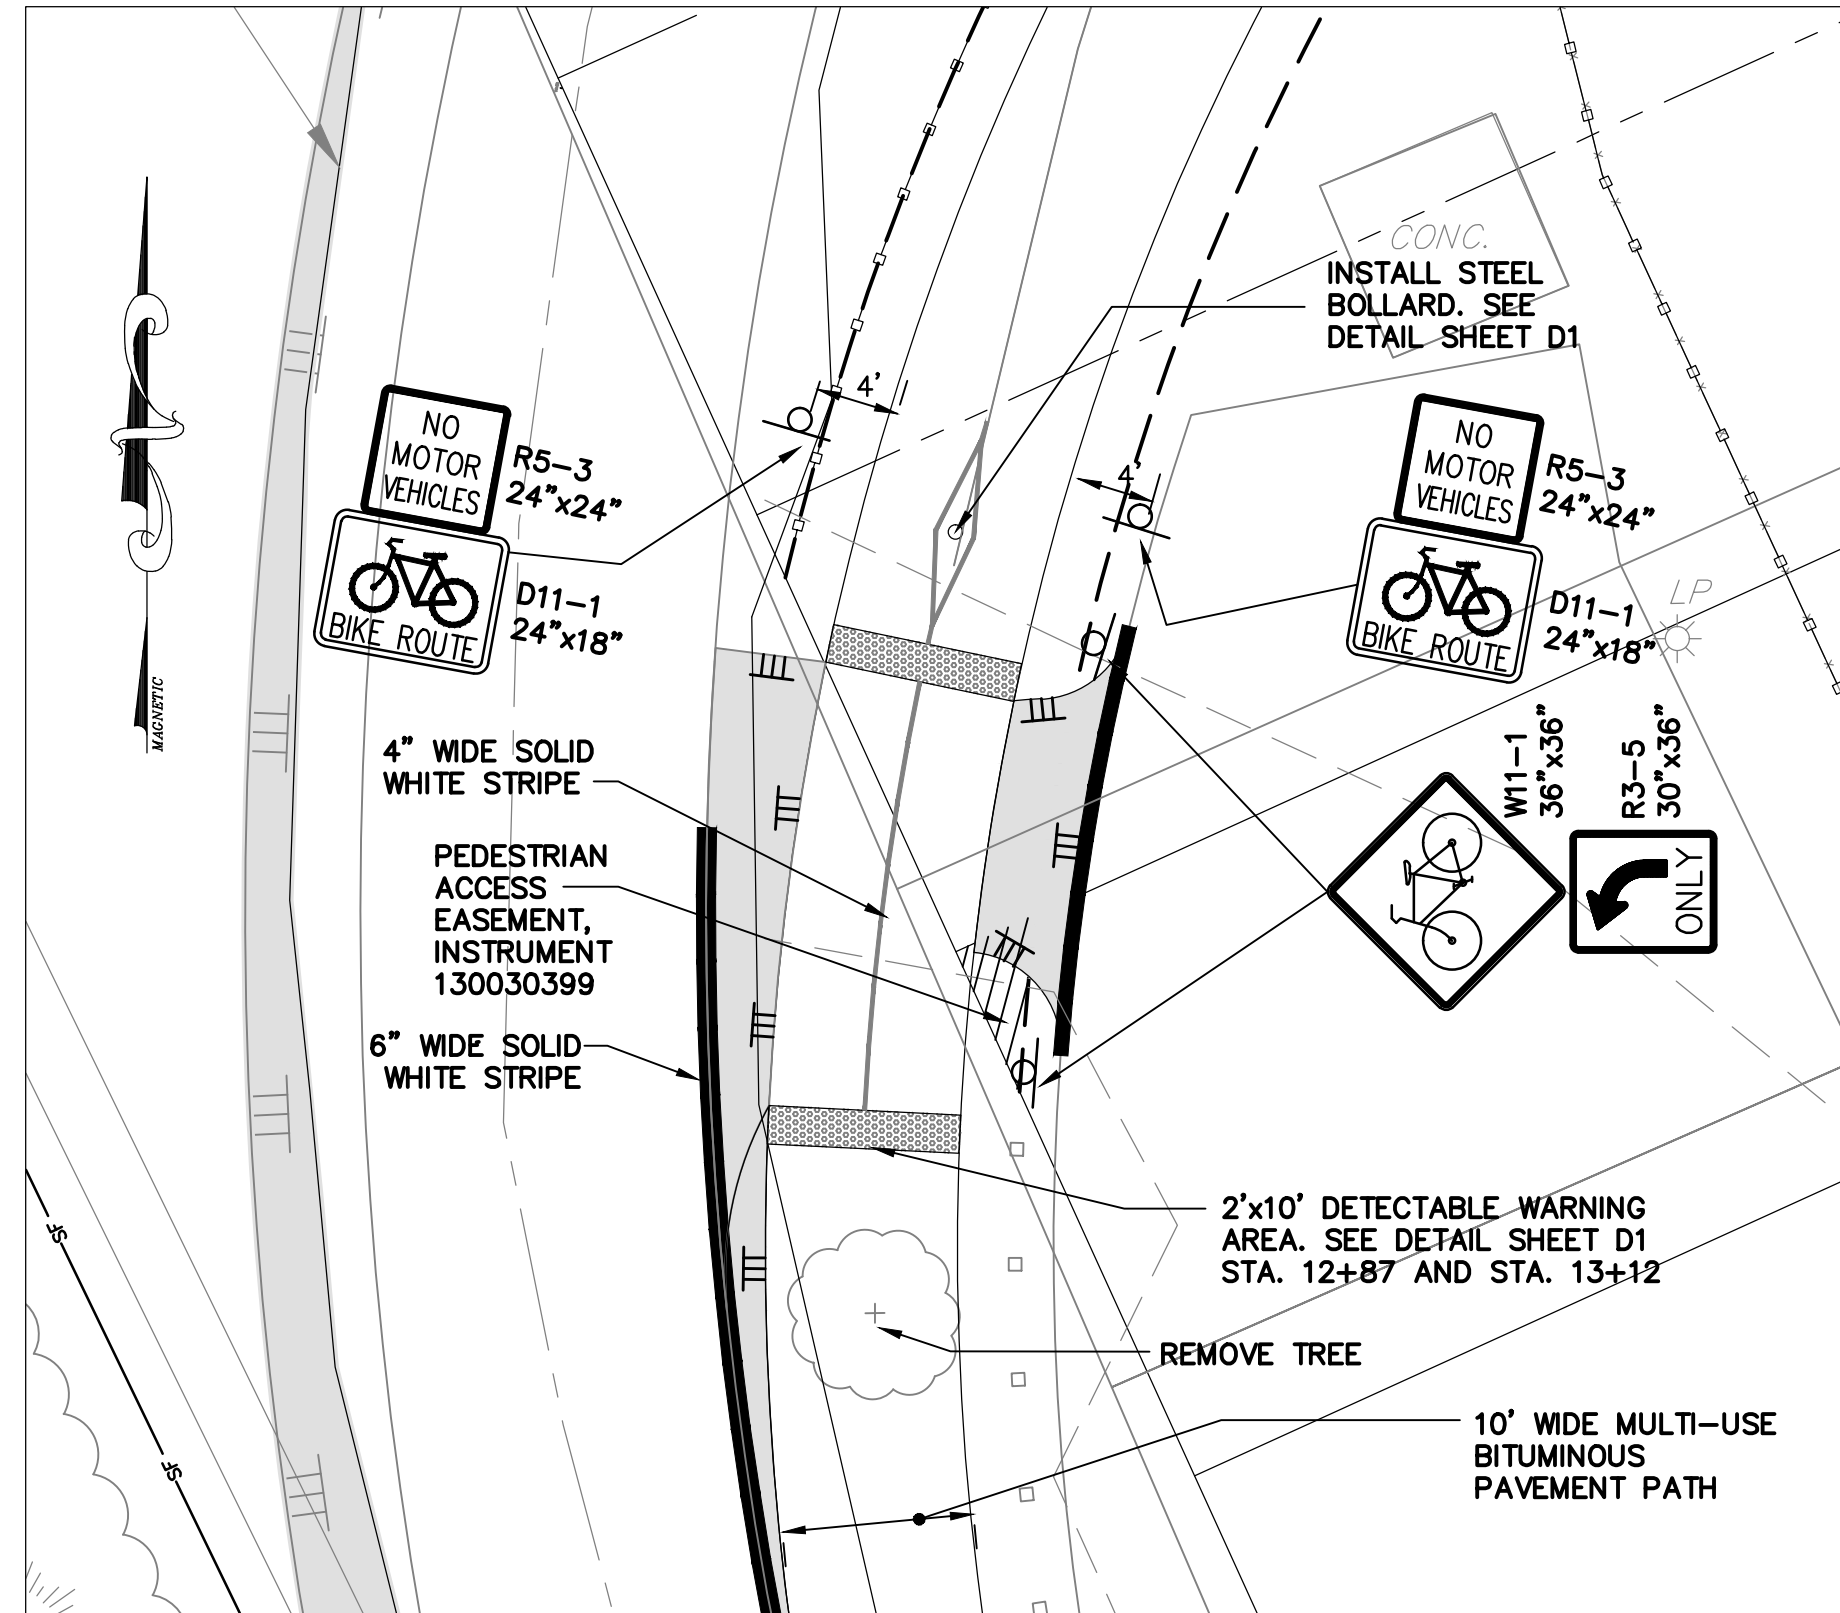 CONC.
INSTALL STEEL
BOLLARD. SEE
DETAIL SHEET D1
4'
NO
MOTOR
VEHICLES
R5-3
24"x24"
BIKE ROUTE
D11-1
24"x18"
4'
NO
MOTOR
VEHICLES
R5-3
24"x24"
BIKE ROUTE
D11-1
24"x18"
LP
MAGNETIC
4" WIDE SOLID
WHITE STRIPE
W11-1
36"x36"
R3-5
30"x36"
ONLY
PEDESTRIAN
ACCESS
EASEMENT,
INSTRUMENT
130030399
6" WIDE SOLID
WHITE STRIPE
2'x10' DETECTABLE WARNING
AREA. SEE DETAIL SHEET D1
STA. 12+87 AND STA. 13+12
SF
REMOVE TREE
SF
10' WIDE MULTI-USE
BITUMINOUS
PAVEMENT PATH